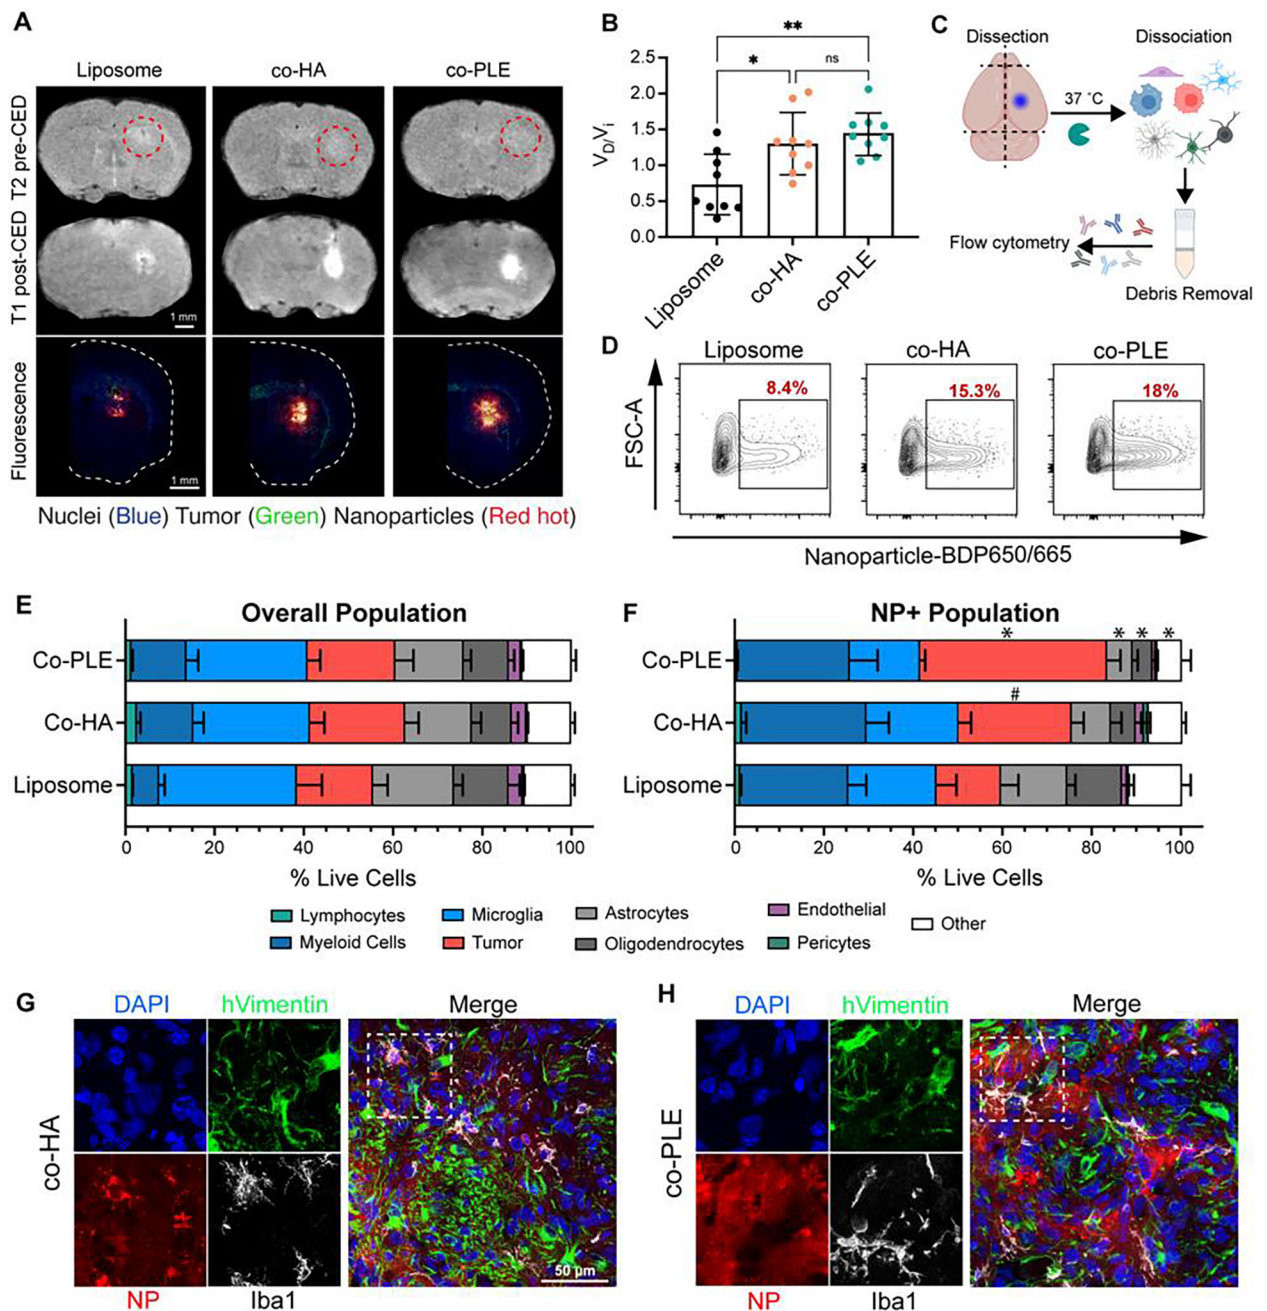 A
Liposome
co-HA
co-PLE
T2 pre-CED
T1 post-CED
1 mm
Fluorescence
1 mm
Nuclei (Blue) Tumor (Green) Nanoparticles (Red hot)
B
**
*
ns
2.5
2.0
1.5
1.0
0.5
0.0
VD/Vi
Liposome
co-HA
co-PLE
C
Dissection
Dissociation
37 °C
Flow cytometry
Debris Removal
D
Liposome
co-HA
co-PLE
8.4%
15.3%
18%
FSC-A
Nanoparticle-BDP650/665
E
Overall Population
Co-PLE
Co-HA
Liposome
0 20 40 60 80 100
% Live Cells
F
NP+ Population
* * * *
Co-PLE
#
Co-HA
Liposome
0 20 40 60 80 100
% Live Cells
Lymphocytes
Microglia
Astrocytes
Endothelial
Other
Myeloid Cells
Tumor
Oligodendrocytes
Pericytes
G
DAPI
hVimentin
Merge
co-HA
NP
Iba1
50 µm
H
DAPI
hVimentin
Merge
co-PLE
NP
Iba1